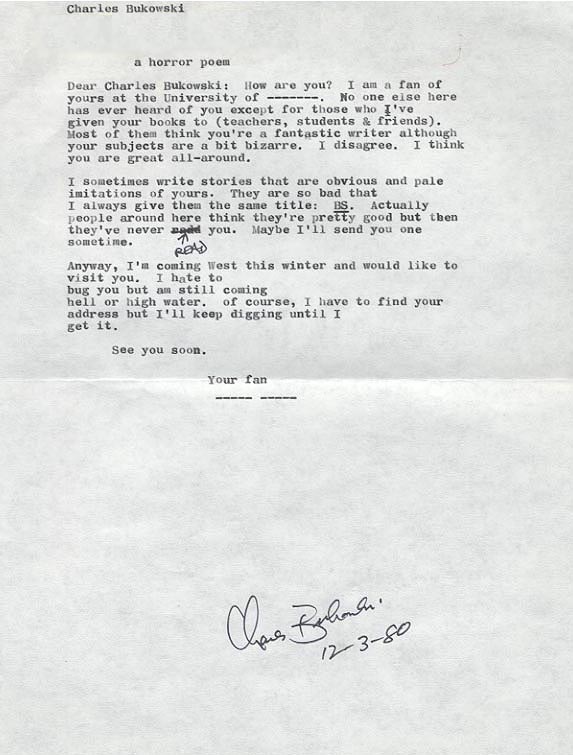 Charles Bukowski
a horror poem
Dear Charles Bukowski: How are you? I am a fan of
yours at the University of -------. No one else here
has ever heard of you except for those who I've
given your books to (teachers, students & friends).
Most of them think you're a fantastic writer although
your subjects are a bit bizarre. I disagree. I think
you are great all-around.
I sometimes write stories that are obvious and pale
imitations of yours. They are so bad that
I always give them the same title: BS. Actually
people around here think they're pretty good but then
they've never you. Maybe I'll send you one
READ
sometime.
Anyway, I'm coming West this winter and would like to
visit you. I hate to
bug you but am still coming
hell or high water. of course, I have to find your
address but I'll keep digging until I
get it.
See you soon.
Your fan
----- -----
Charles Bukowski
12-3-80